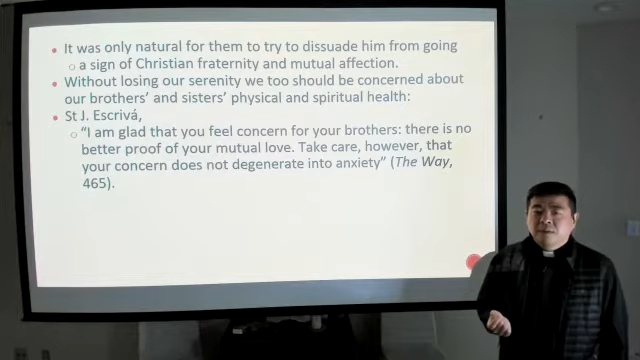 • It was only natural for them to try to dissuade him from going
○ a sign of Christian fraternity and mutual affection.
• Without losing our serenity we too should be concerned about
our brothers’ and sisters’ physical and spiritual health:
• St J. Escrivá,
○ “I am glad that you feel concern for your brothers: there is no
better proof of your mutual love. Take care, however, that
your concern does not degenerate into anxiety” (The Way,
465).